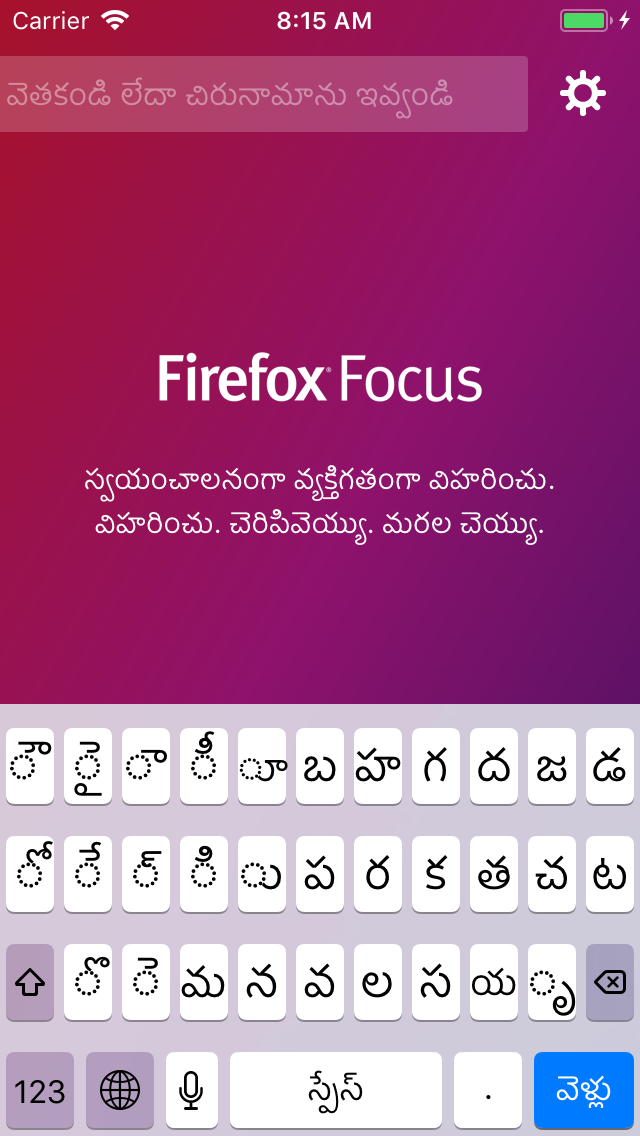 Carrier 8:15 AM
వెతకండి లేదా చిరునామాను ఇవ్వండి
Firefox® Focus
స్వయంచాలనంగా వ్యక్తిగతంగా విహరించు.
విహరించు. చెరిపివెయ్యు. మరల చెయ్యు.
ౌ ై ా ీ ూ బ హ గ ద జ డ
ో ే ్ ి ు ప ర క త చ ట
ొ ె మ న వ ల స య ృ
123 స్పేస్ . వెళ్లు